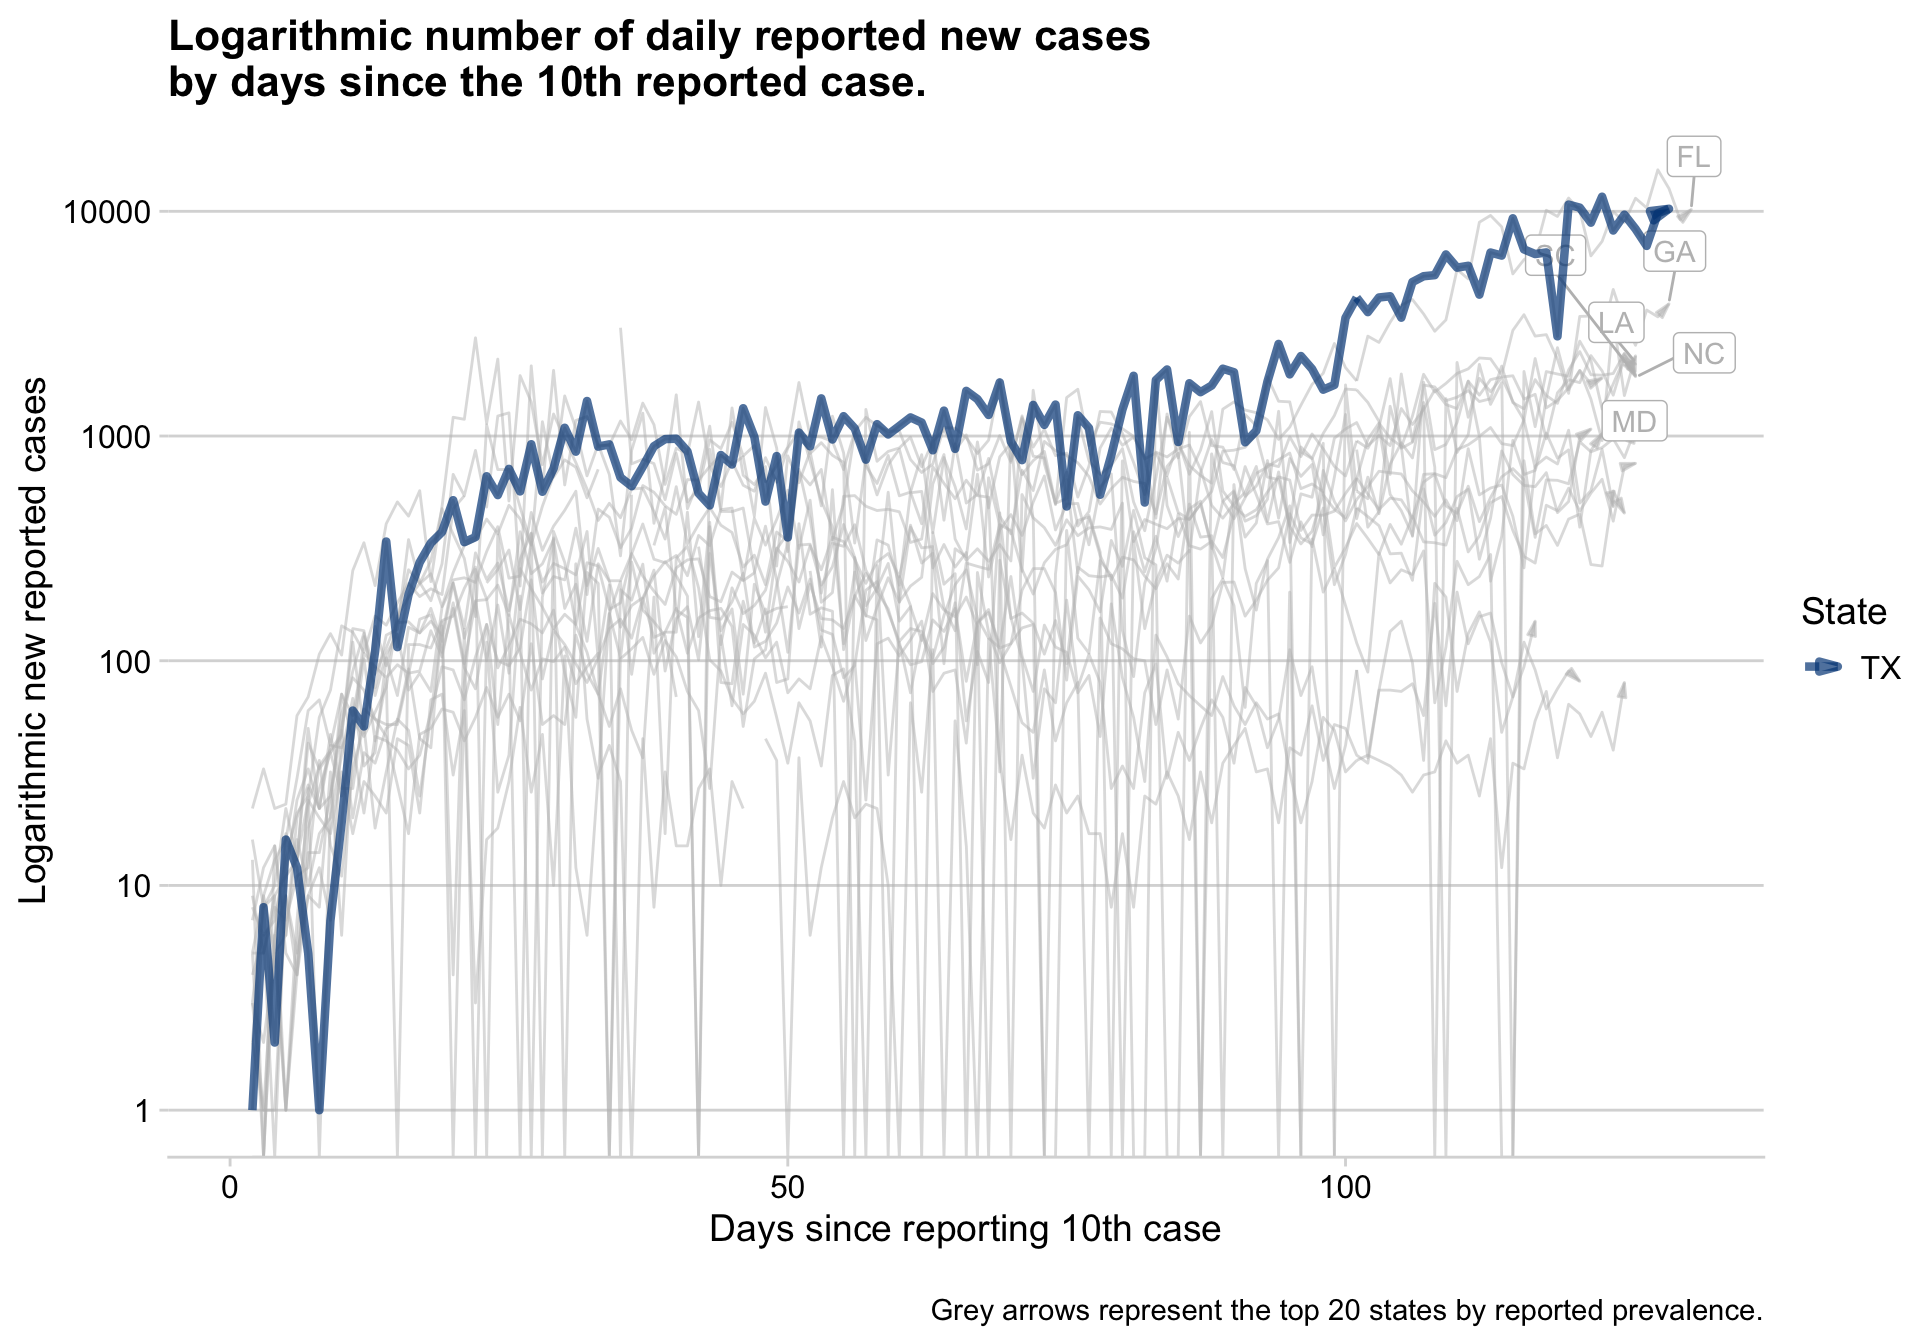 Logarithmic number of daily reported new cases
by days since the 10th reported case.
Logarithmic new reported cases
10000
1000
100
10
1
FL
SC
GA
LA
NC
MD
State
TX
0
50
100
Days since reporting 10th case
Grey arrows represent the top 20 states by reported prevalence.